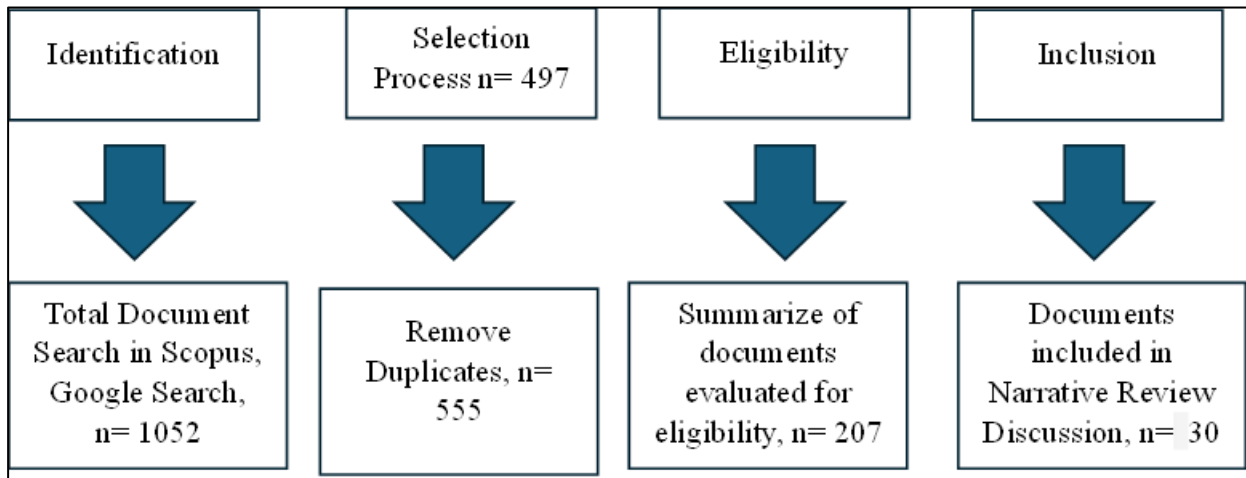 Identification
Selection
Process n= 497
Eligibility
Inclusion
Total Document
Search in Scopus,
Google Search,
n= 1052
Remove
Duplicates, n=
555
Summarize of
documents
evaluated for
eligibility, n= 207
Documents
included in
Narrative Review
Discussion, n= 30